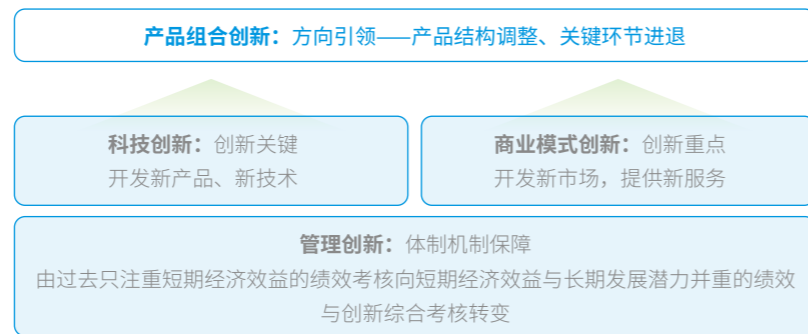 产品组合创新：方向引领——产品结构调整、关键环节进退
科技创新：创新关键
开发新产品、新技术
商业模式创新：创新重点
开发新市场，提供新服务
管理创新：体制机制保障
由过去只注重短期经济效益的绩效考核向短期经济效益与长期发展潜力并重的绩效
与创新综合考核转变